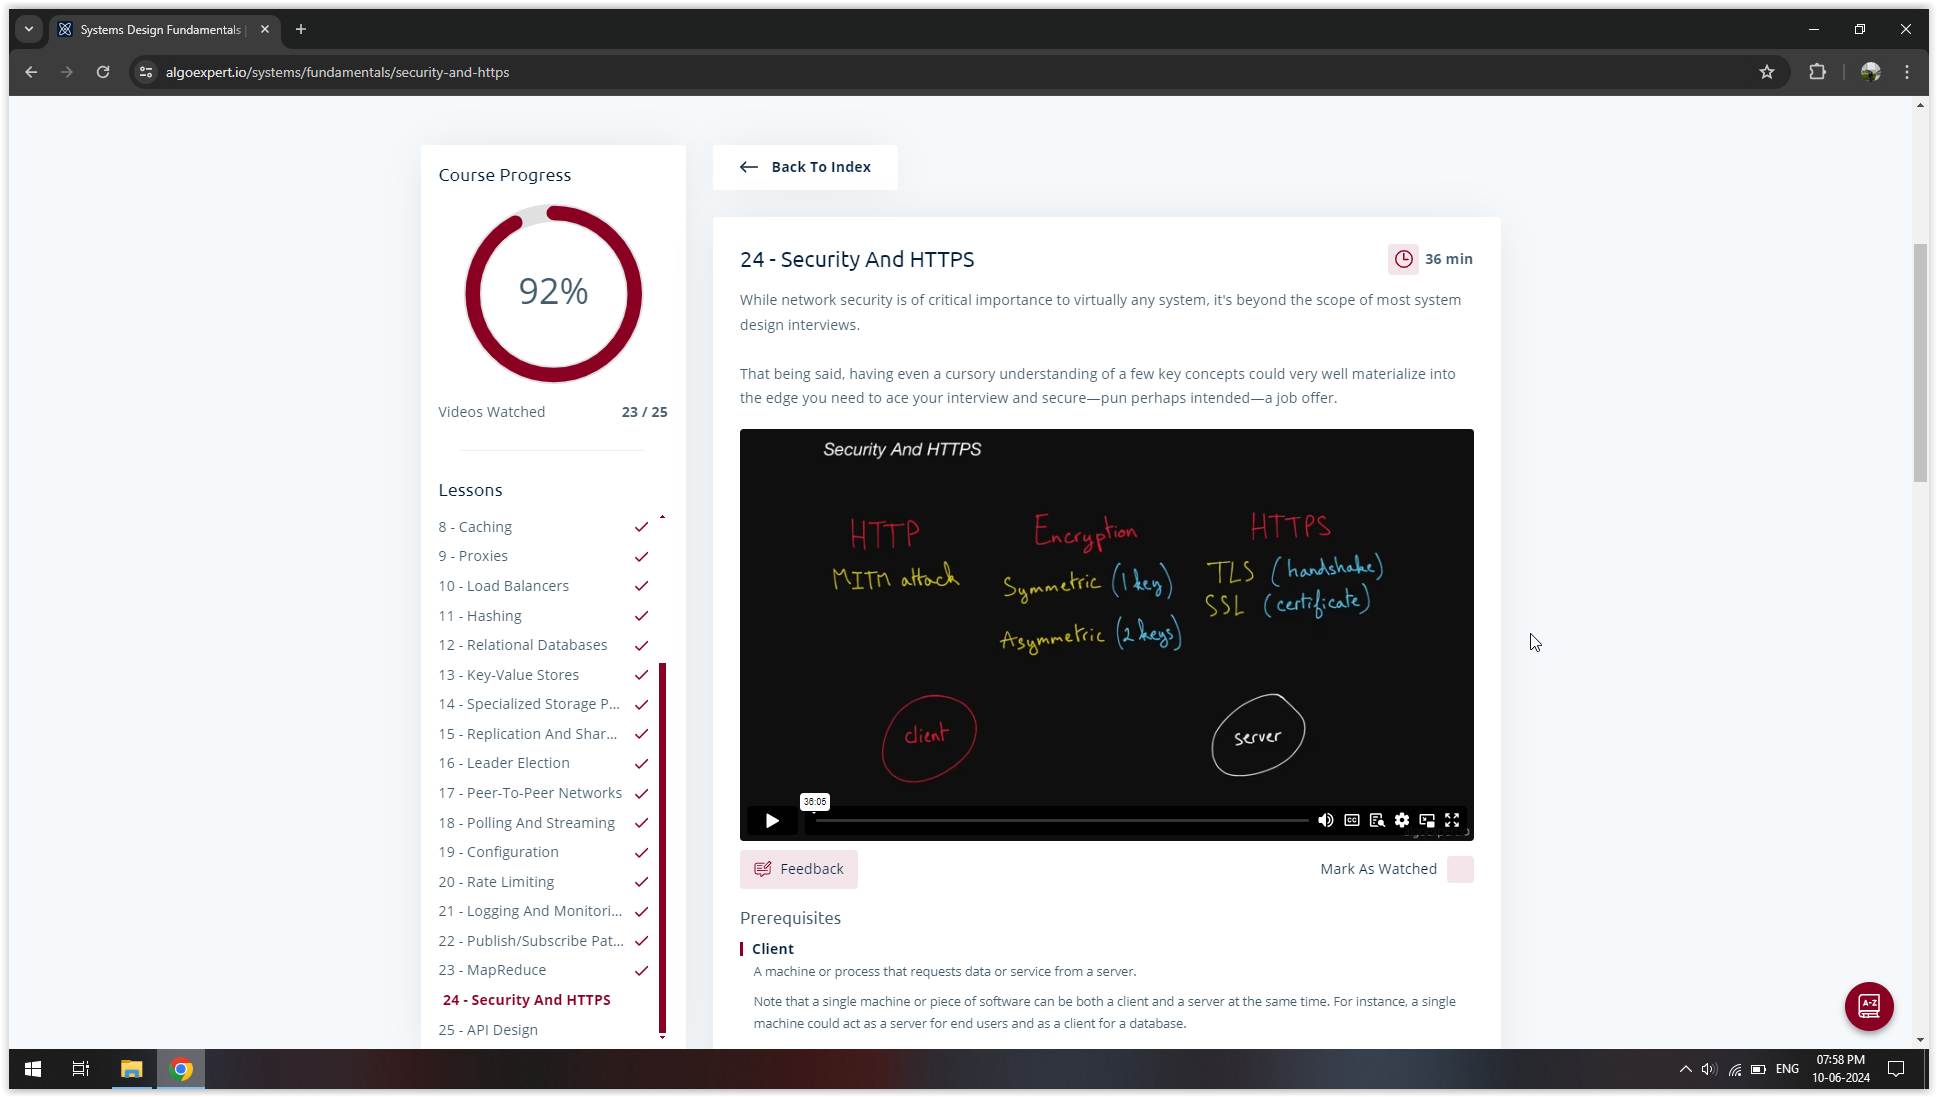 Systems Design Fundamentals |
algoexpert.io/systems/fundamentals/security-and-https
Course Progress
92%
Videos Watched 23 / 25
Lessons
8 - Caching
9 - Proxies
10 - Load Balancers
11 - Hashing
12 - Relational Databases
13 - Key-Value Stores
14 - Specialized Storage P...
15 - Replication And Shar...
16 - Leader Election
17 - Peer-To-Peer Networks
18 - Polling And Streaming
19 - Configuration
20 - Rate Limiting
21 - Logging And Monitori...
22 - Publish/Subscribe Pat...
23 - MapReduce
24 - Security And HTTPS
25 - API Design
Back To Index
24 - Security And HTTPS
36 min
While network security is of critical importance to virtually any system, it's beyond the scope of most system
design interviews.
That being said, having even a cursory understanding of a few key concepts could very well materialize into
the edge you need to ace your interview and secure—pun perhaps intended—a job offer.
Security And HTTPS
HTTP
MITM attack
Encryption
Symmetric (1 key)
Asymmetric (2 keys)
HTTPS
TLS (handshake)
SSL (certificate)
client
server
36:05
CC
Feedback
Mark As Watched
Prerequisites
Client
A machine or process that requests data or service from a server.
Note that a single machine or piece of software can be both a client and a server at the same time. For instance, a single
machine could act as a server for end users and as a client for a database.
A-Z
ENG
07:58 PM
10-06-2024